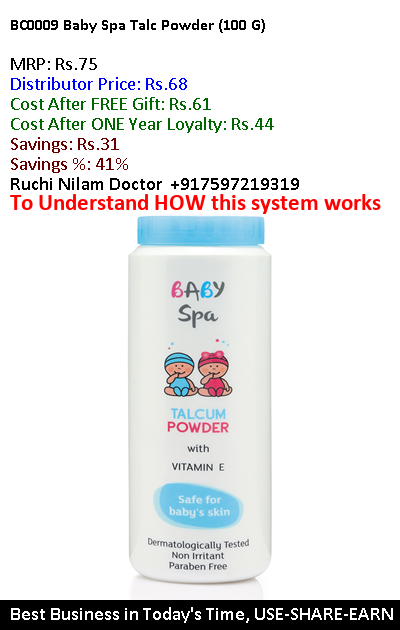 BC0009 Baby Spa Talc Powder (100 G)
MRP: Rs.75
Distributor Price: Rs.68
Cost After FREE Gift: Rs.61
Cost After ONE Year Loyalty: Rs.44
Savings: Rs.31
Savings %: 41%
Ruchi Nilam Doctor +917597219319
To Understand HOW this system works
BABY
Spa
TALCUM
POWDER
with
VITAMIN E
Safe for
baby's skin
Dermatologically Tested
Non Irritant
Paraben Free
Best Business in Today's Time, USE-SHARE-EARN